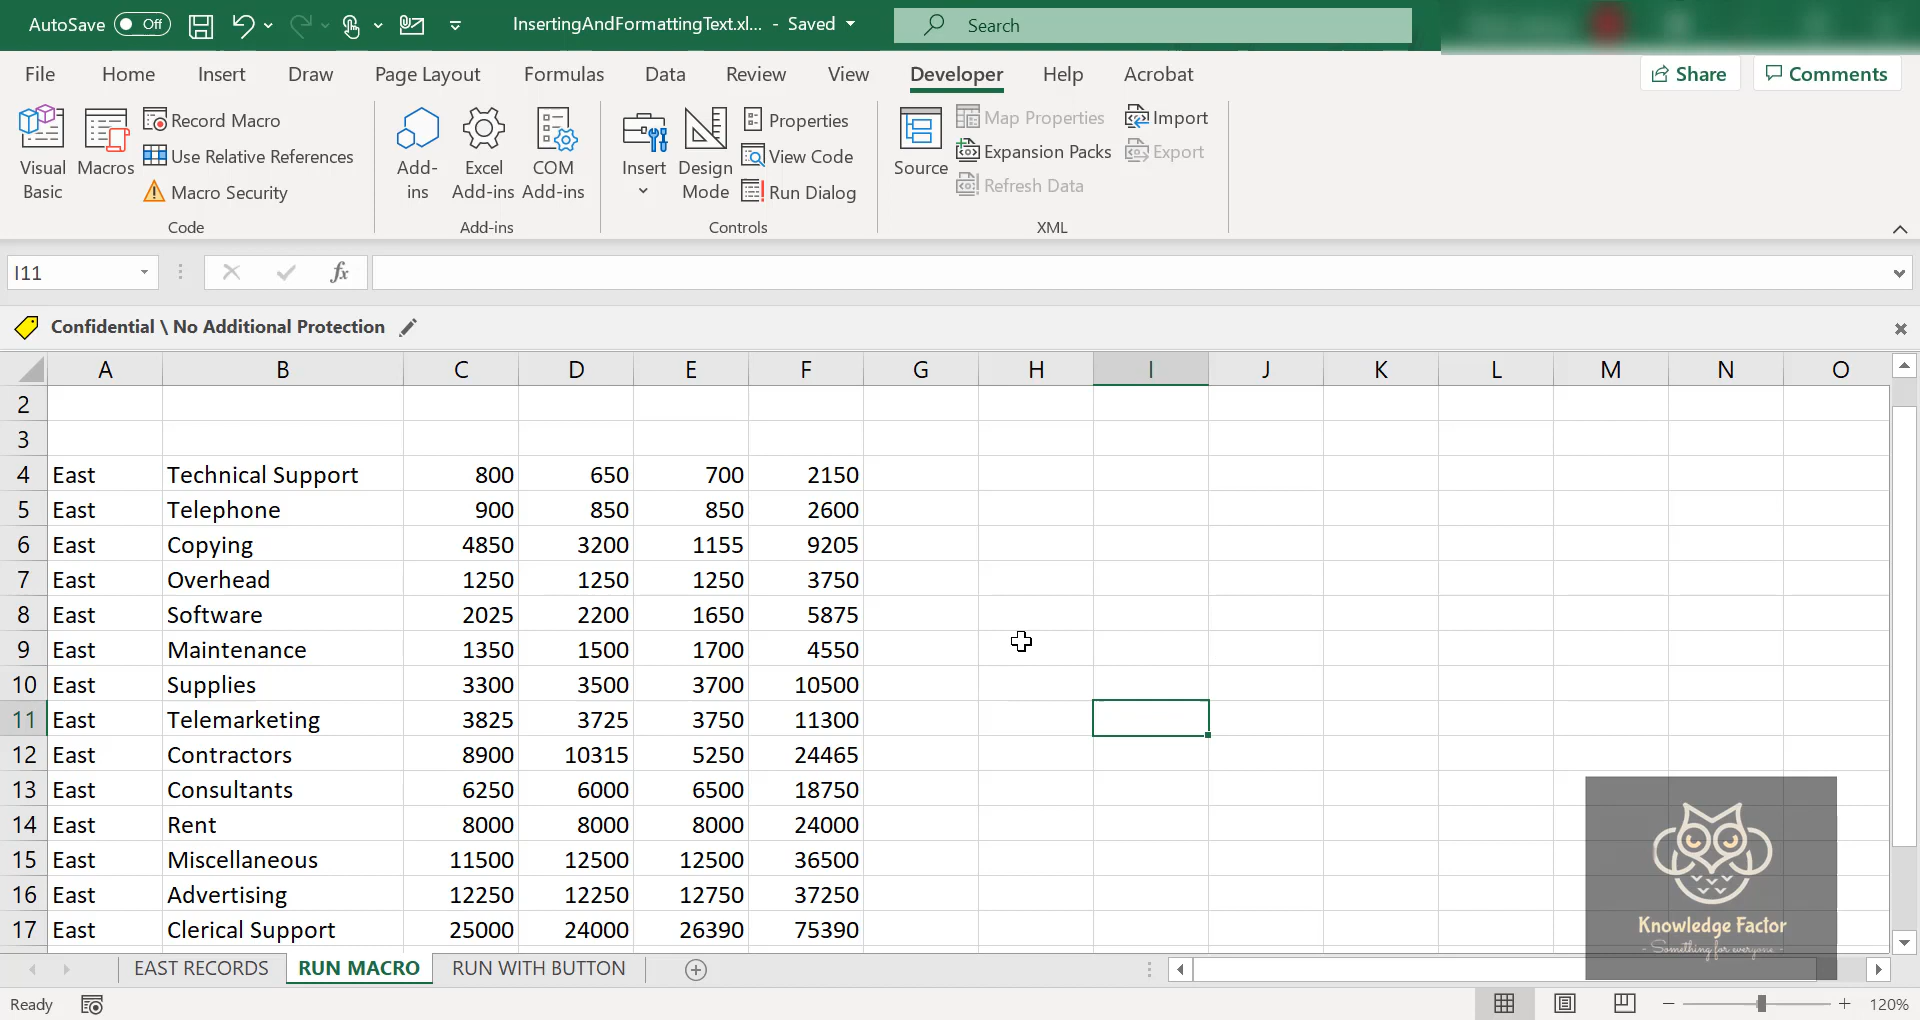 AutoSave Off InsertingAndFormattingText.xl... - Saved Search
File Home Insert Draw Page Layout Formulas Data Review View Developer Help Acrobat Share Comments
Visual Basic
Macros
Record Macro
Use Relative References
Macro Security
Code
Add-ins
Excel Add-ins
COM Add-ins
Add-ins
Insert
Design Mode
Properties
View Code
Run Dialog
Controls
Source
Map Properties
Expansion Packs
Refresh Data
Import
Export
XML
I11 fx
Confidential \ No Additional Protection
A B C D E F G H I J K L M N O
2
3
4 East Technical Support 800 650 700 2150
5 East Telephone 900 850 850 2600
6 East Copying 4850 3200 1155 9205
7 East Overhead 1250 1250 1250 3750
8 East Software 2025 2200 1650 5875
9 East Maintenance 1350 1500 1700 4550
10 East Supplies 3300 3500 3700 10500
11 East Telemarketing 3825 3725 3750 11300
12 East Contractors 8900 10315 5250 24465
13 East Consultants 6250 6000 6500 18750
14 East Rent 8000 8000 8000 24000
15 East Miscellaneous 11500 12500 12500 36500
16 East Advertising 12250 12250 12750 37250
17 East Clerical Support 25000 24000 26390 75390
Knowledge Factor
- Something for everyone -
EAST RECORDS RUN MACRO RUN WITH BUTTON
Ready 120%